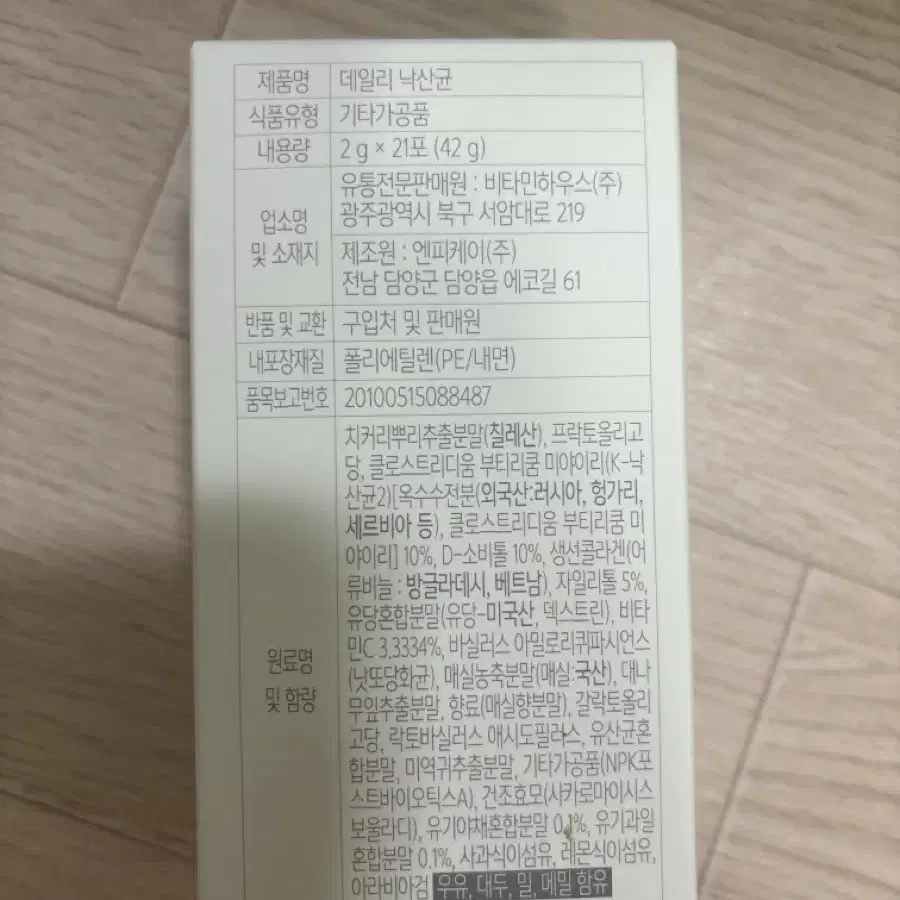 제품명 데일리 낙산균
식품유형 기타가공품
내용량 2 g × 21포 (42 g)
업소명 및 소재지
유통전문판매원 : 비타민하우스(주)
광주광역시 북구 서암대로 219
제조원 : 엔피케이(주)
전남 담양군 담양읍 에코길 61
반품 및 교환 구입처 및 판매원
내포장재질 폴리에틸렌(PE/내면)
품목보고번호 20100515088487
원료명 및 함량
치커리뿌리추출분말(칠레산), 프락토올리고
당, 클로스트리디움 부티리쿰 미야이리(K-낙
산균2)[옥수수전분(외국산:러시아, 헝가리,
세르비아 등), 클로스트리디움 부티리쿰 미
야이리] 10%, D-소비톨 10%, 생선콜라겐(어
류비늘 : 방글라데시, 베트남), 자일리톨 5%,
유당혼합분말(유당-미국산, 덱스트린), 비타
민C 3.3334%, 바실러스 아밀로리퀴파시언스
(낫또당화균), 매실농축분말(매실:국산), 대나
무잎추출분말, 향료(매실향분말), 갈락토올리
고당, 락토바실러스 애시도필러스, 유산균혼
합분말, 미역귀추출분말, 기타가공품(NPK포
스트바이오틱스A), 건조효모(사카로마이시스
보울라디), 유기야채혼합분말 0.1%, 유기과일
혼합분말 0.1%, 사과식이섬유, 레몬식이섬유,
아라비아검 우유, 대두, 밀, 메밀 함유